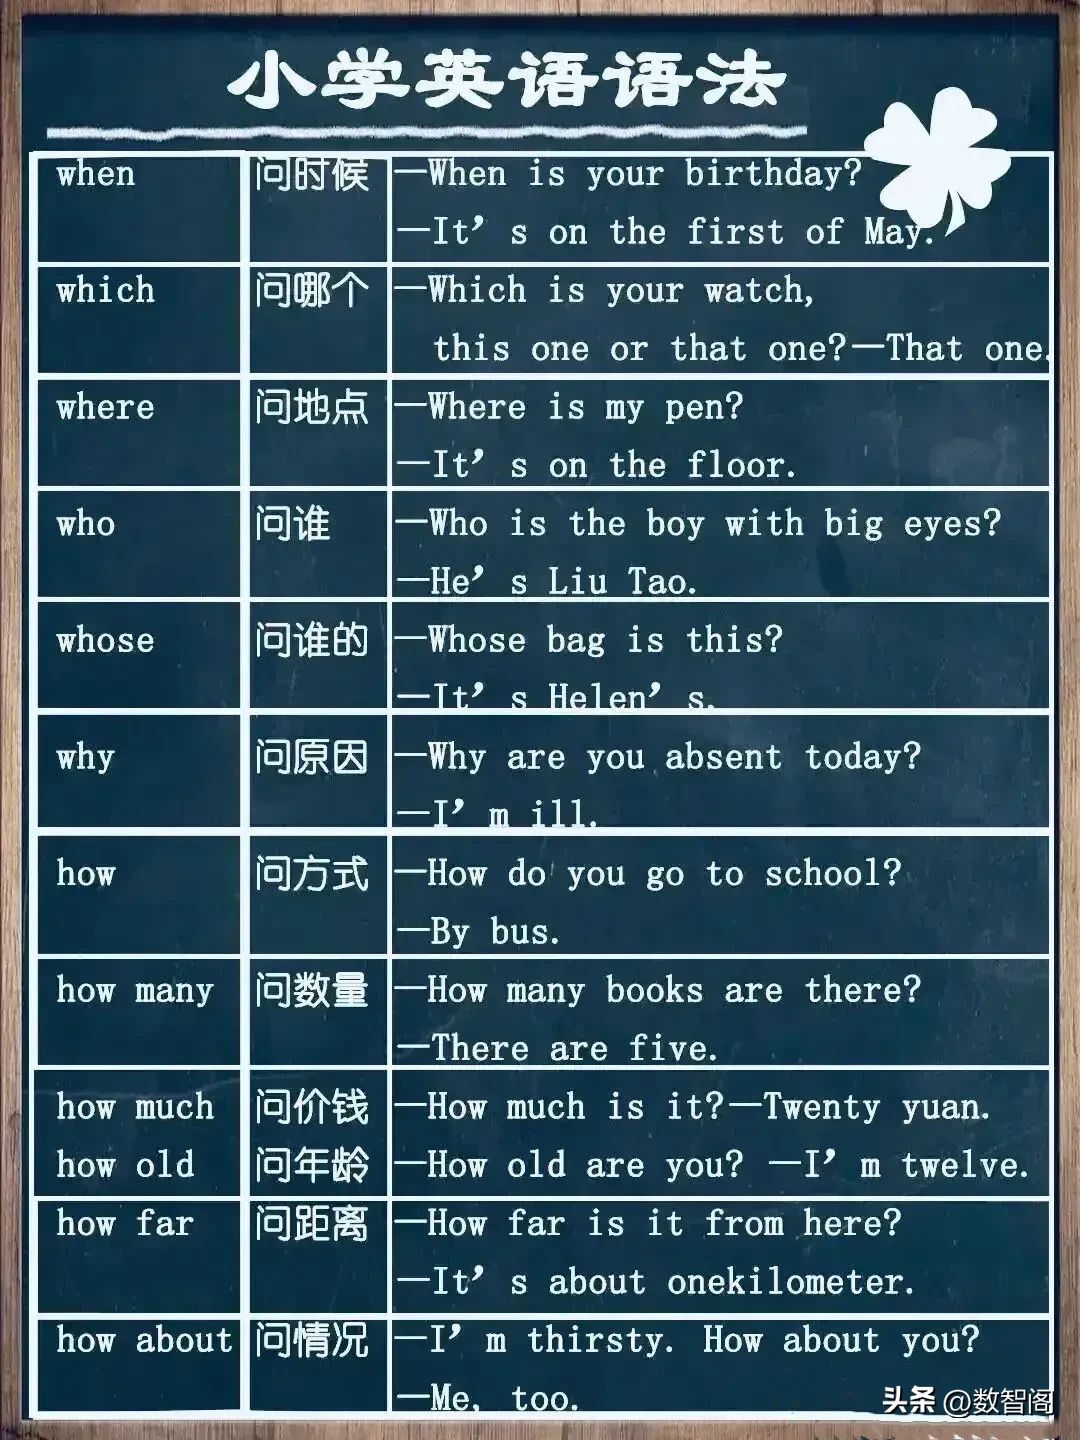 小学英语语法
when 问时候 —When is your birthday?
—It’s on the first of May.
which 问哪个 —Which is your watch,
this one or that one?—That one.
where 问地点 —Where is my pen?
—It’s on the floor.
who 问谁 —Who is the boy with big eyes?
—He’s Liu Tao.
whose 问谁的 —Whose bag is this?
—It’s Helen’s.
why 问原因 —Why are you absent today?
—I’m ill.
how 问方式 —How do you go to school?
—By bus.
how many 问数量 —How many books are there?
—There are five.
how much 问价钱 —How much is it?—Twenty yuan.
how old 问年龄 —How old are you? —I’m twelve.
how far 问距离 —How far is it from here?
—It’s about onekilometer.
how about 问情况 —I’m thirsty. How about you?
—Me, too.
头条 @数智阁